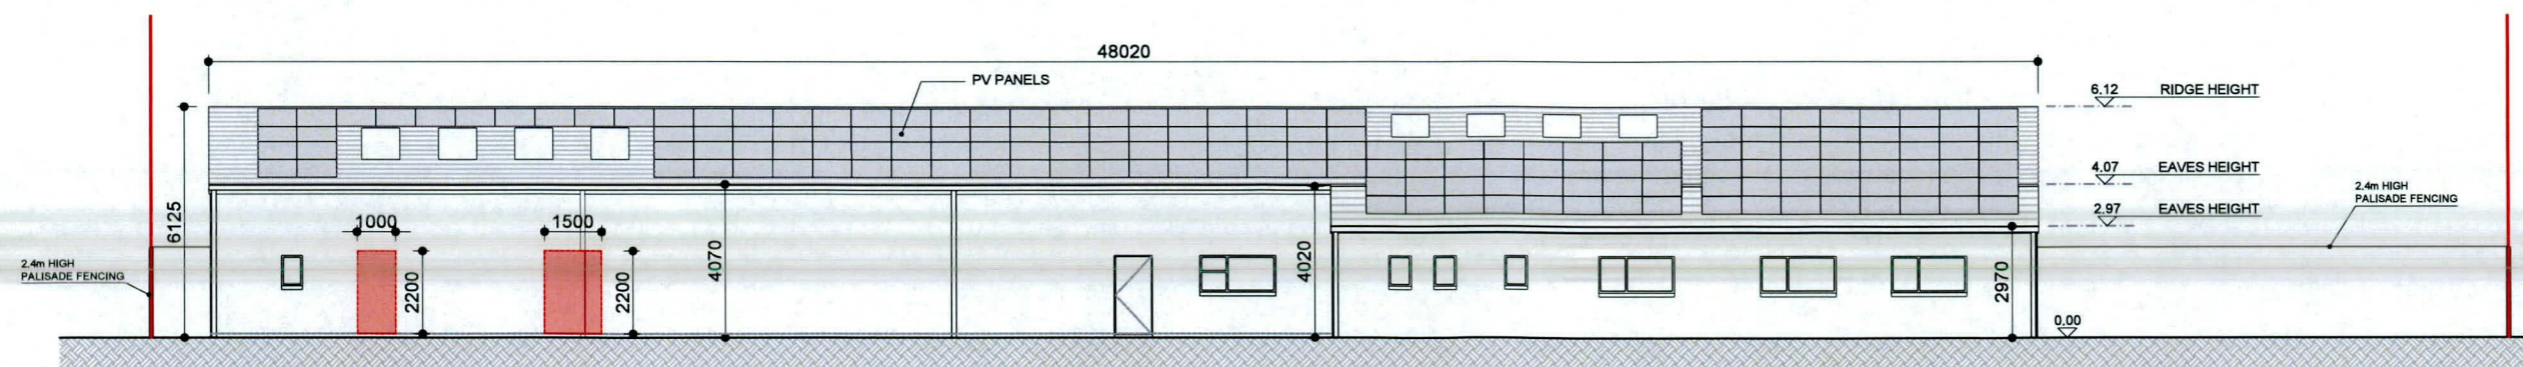 48020
PV PANELS
6.12 RIDGE HEIGHT
4.07 EAVES HEIGHT
2.4m HIGH
PALISADE FENCING
2.97 EAVES HEIGHT
6125
1000
1500
4070
4020
2,4m HIGH
PALISADE FENCING
2200
2200
2970
0,00